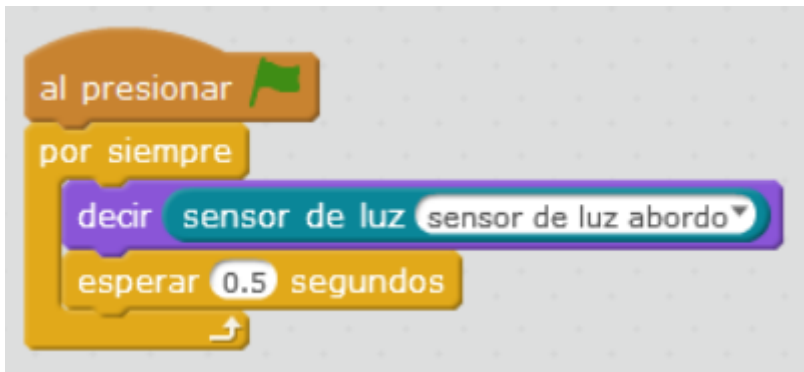 al presionar
por siempre
decir sensor de luz sensor de luz abordo
esperar 0.5 segundos